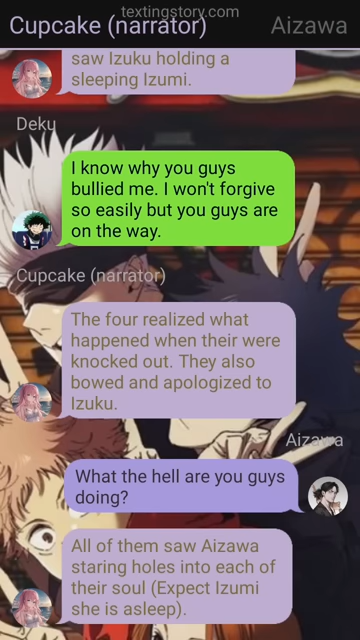 textingstory.com
Cupcake (narrator)
Aizawa
saw Izuku holding a
sleeping Izumi.
Deku
I know why you guys
bullied me. I won't forgive
so easily but you guys are
on the way.
Cupcake (narrator)
The four realized what
happened when their were
knocked out. They also
bowed and apologized to
Izuku.
Aizawa
What the hell are you guys
doing?
All of them saw Aizawa
staring holes into each of
their soul (Expect Izumi
she is asleep).